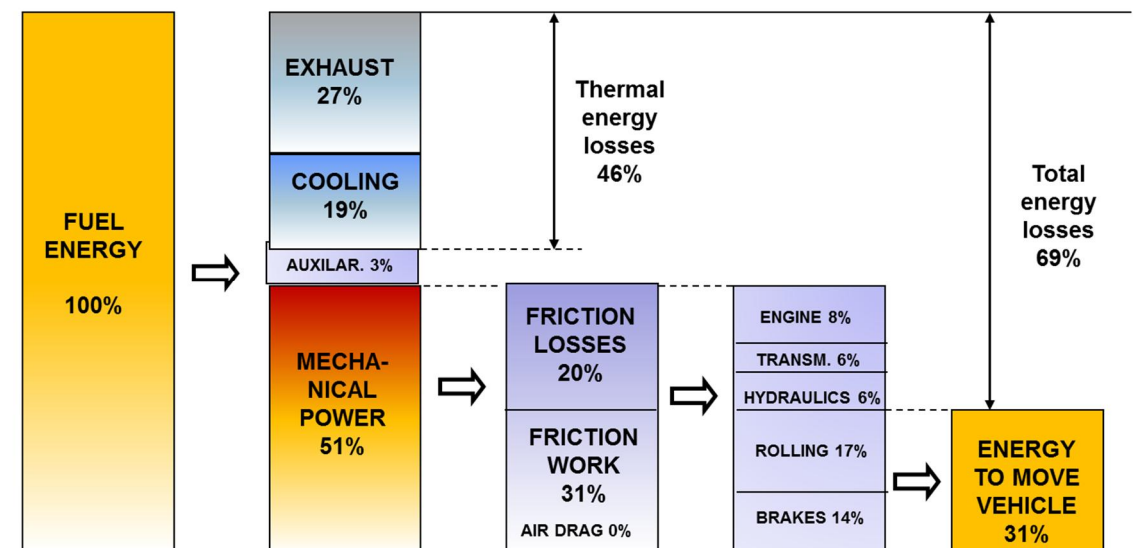 FUEL
ENERGY
100%
EXHAUST
27%
COOLING
19%
AUXILAR. 3%
MECHA-
NICAL
POWER
51%
Thermal
energy
losses
46%
FRICTION
LOSSES
20%
FRICTION
WORK
31%
AIR DRAG 0%
ENGINE 8%
TRANSM. 6%
HYDRAULICS 6%
ROLLING 17%
BRAKES 14%
Total
energy
losses
69%
ENERGY
TO MOVE
VEHICLE
31%